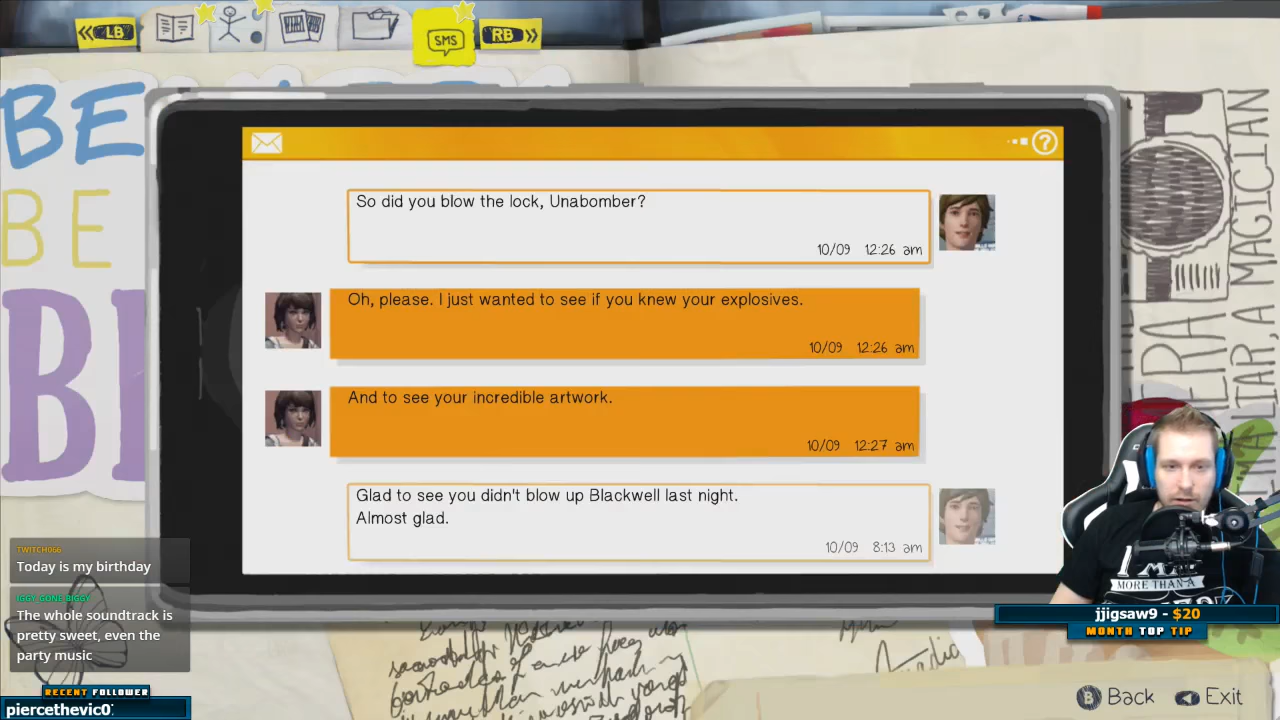 LB
SMS
RB
BE
BE
So did you blow the lock, Unabomber?
10/09 12:26 am
Oh, please. I just wanted to see if you knew your explosives.
10/09 12:26 am
And to see your incredible artwork.
10/09 12:27 am
Glad to see you didn't blow up Blackwell last night.
Almost glad.
10/09 8:13 am
A MAGICIAN
TWITCH066
Today is my birthday
IGGY GONE BIGGY
The whole soundtrack is
pretty sweet, even the
party music
RECENT FOLLOWER
piercethevic0
MORE THAN A
jjigsaw9 - $20
MONTH TOP TIP
B Back
Exit